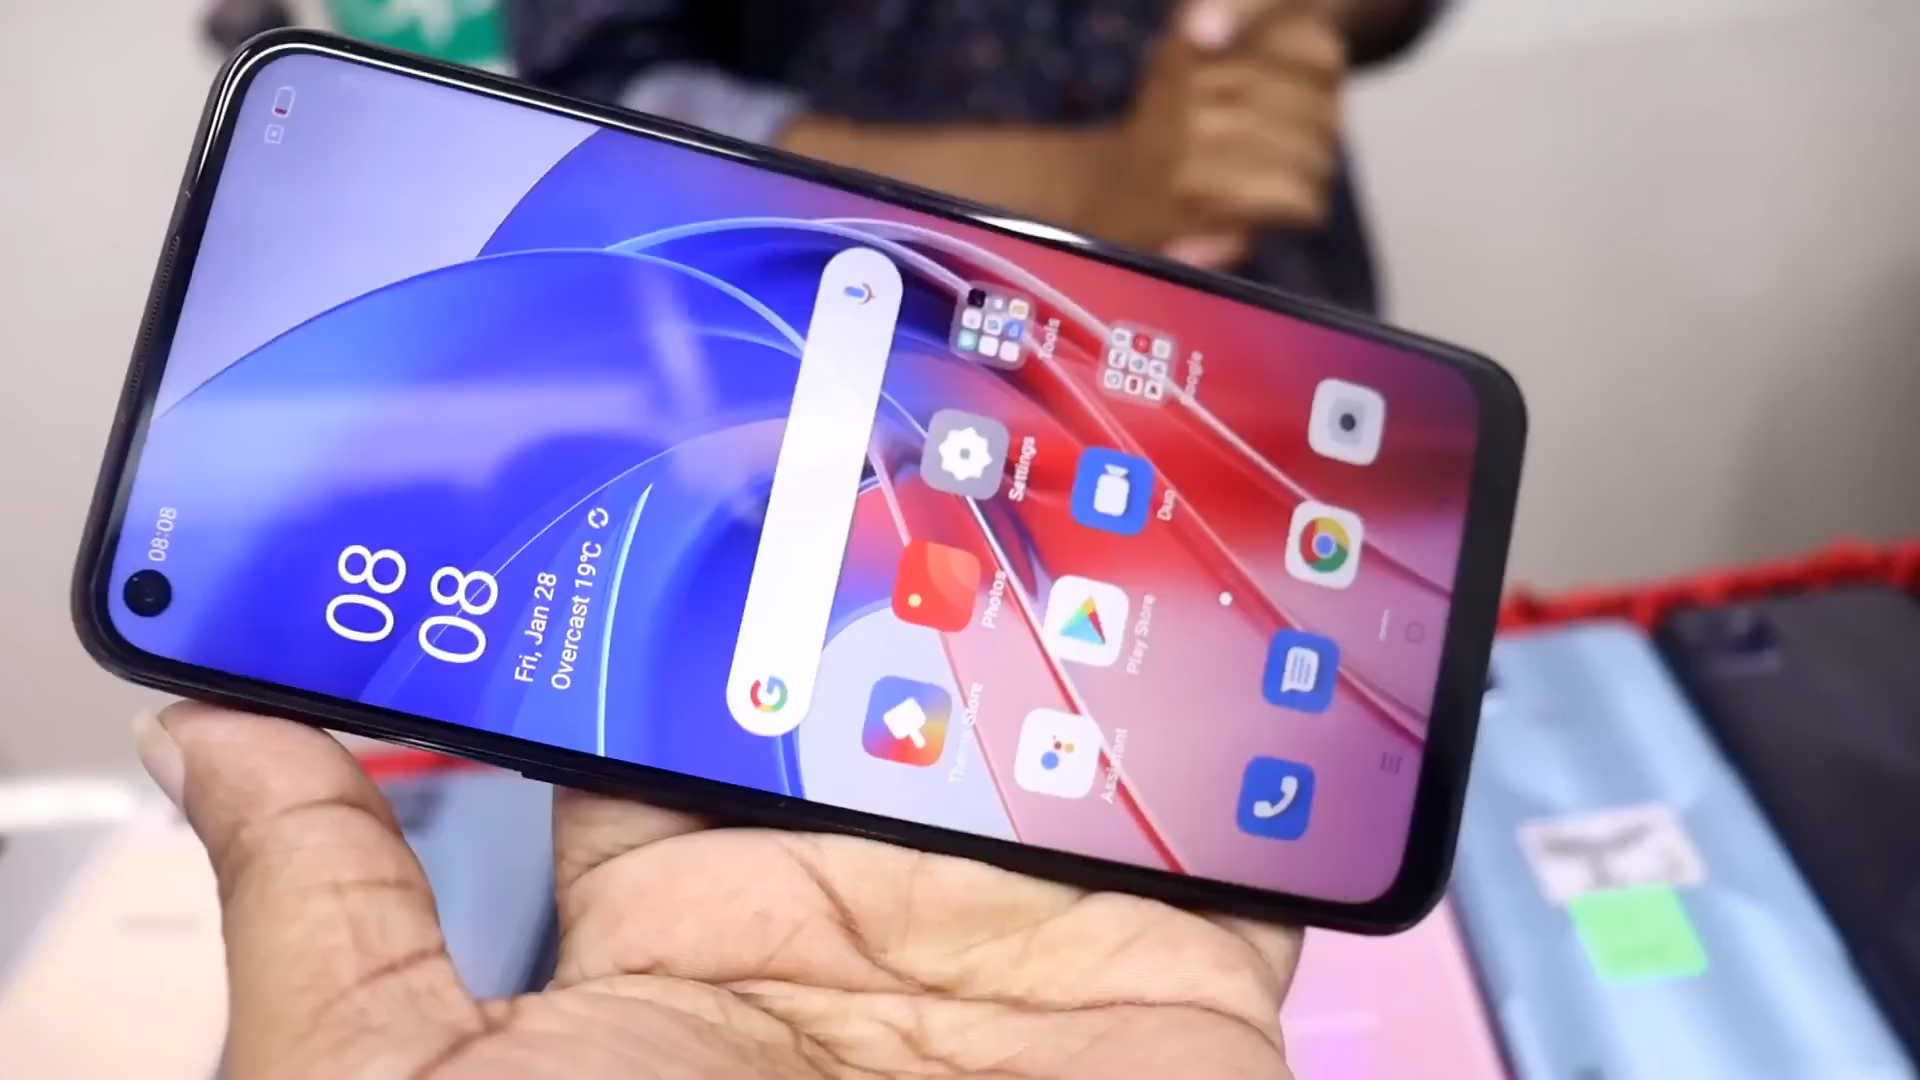 08:08
08
08
Fri, Jan 28
Overcast 19°C
Tools
Google
Settings
Duo
Photos
Play Store
Theme Store
Assistant